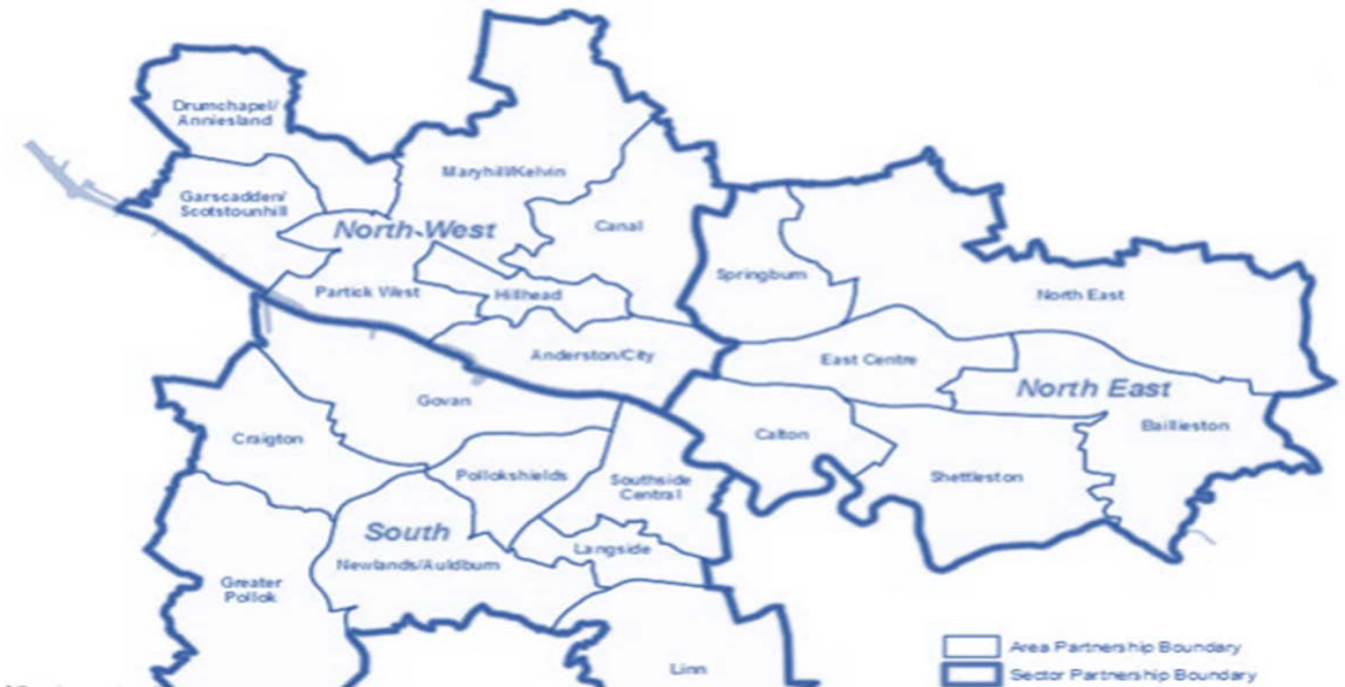 Drumchapel/
Anniesland
Maryhill/Kelvin
Garscadden/
Scotstounhill
North-West
Canal
Springburn
North East
Partick West
Hillhead
Anderston/City
East Centre
North East
Govan
Baillieston
Craigton
Calton
Pollokshields
Southside
Central
Shettleston
South
Langside
Newlands/Auldburn
Greater
Pollok
Linn
Area Partnership Boundary
Sector Partnership Boundary